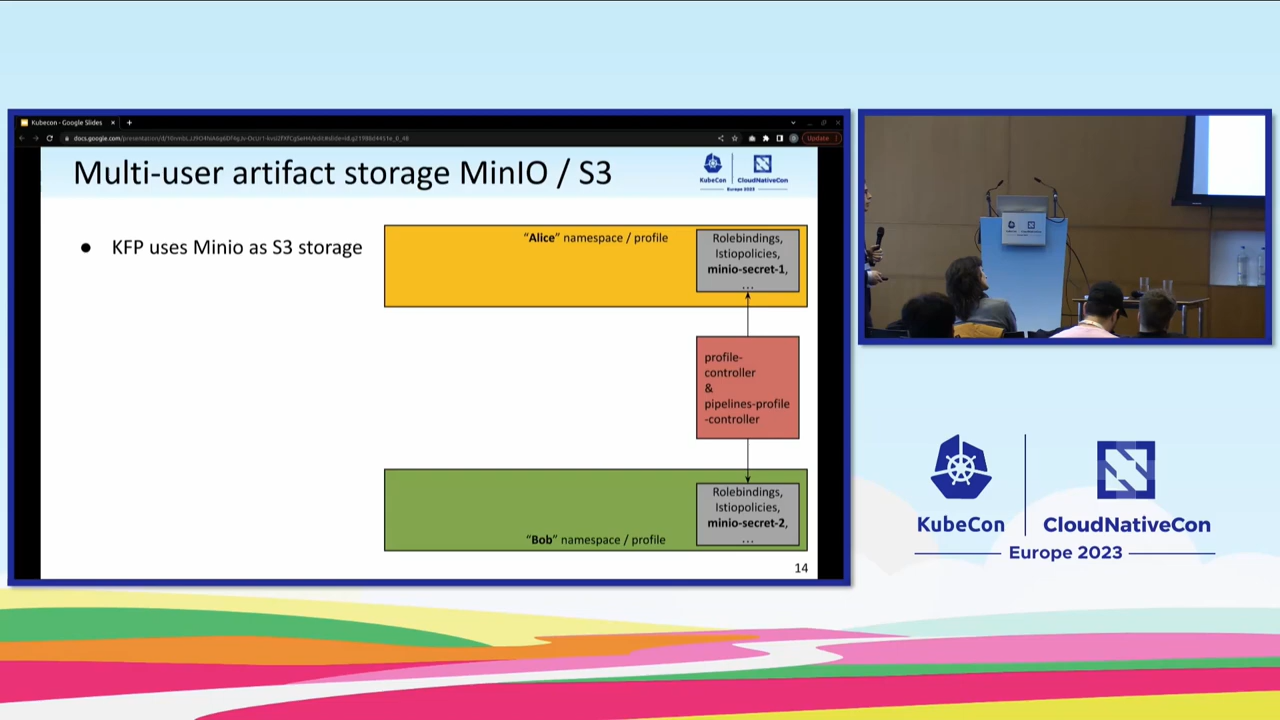 Kubecon - Google Slides
Update
Multi-user artifact storage MinIO / S3
KubeCon
CloudNativeCon
Europe 2023
● KFP uses Minio as S3 storage
“Alice” namespace / profile
Rolebindings,
Istiopolicies,
minio-secret-1,
...
profile-
controller
&
pipelines-profile
-controller
Rolebindings,
Istiopolicies,
minio-secret-2,
...
“Bob” namespace / profile
14
KubeCon
CloudNativeCon
Europe 2023